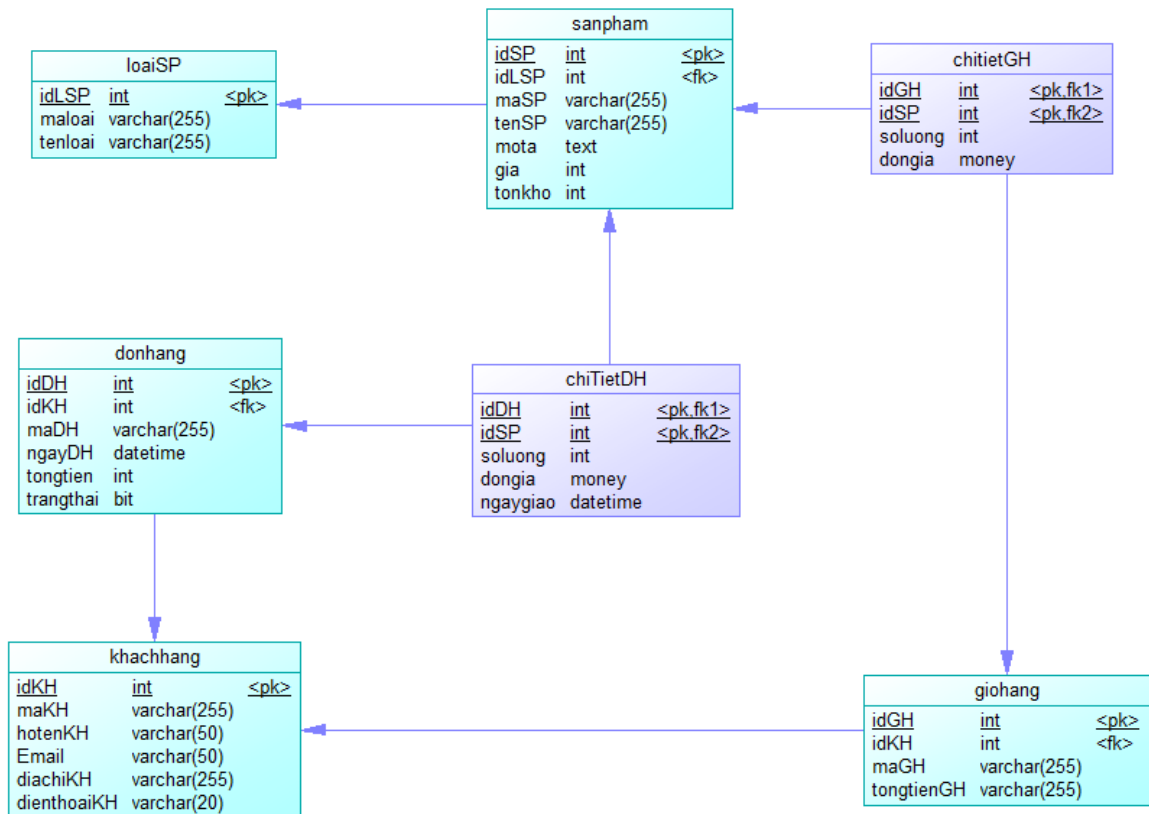 loaiSP
idLSP int <pk>
maloai varchar(255)
tenloai varchar(255)
sanpham
idSP int <pk>
idLSP int <fk>
maSP varchar(255)
tenSP varchar(255)
mota text
gia int
tonkho int
chitietGH
idGH int <pk,fk1>
idSP int <pk,fk2>
soluong int
dongia money
donhang
idDH int <pk>
idKH int <fk>
maDH varchar(255)
ngayDH datetime
tongtien int
trangthai bit
chiTietDH
idDH int <pk,fk1>
idSP int <pk,fk2>
soluong int
dongia money
ngaygiao datetime
khachhang
idKH int <pk>
maKH varchar(255)
hotenKH varchar(50)
Email varchar(50)
diachiKH varchar(255)
dienthoaiKH varchar(20)
giohang
idGH int <pk>
idKH int <fk>
maGH varchar(255)
tongtienGH varchar(255)